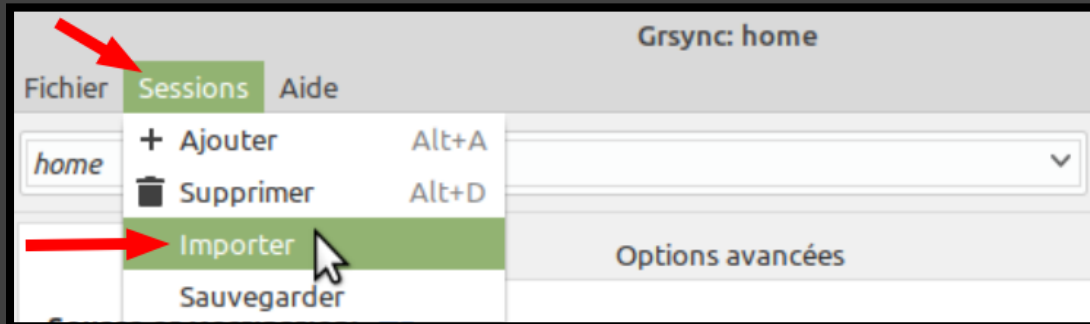 Grsync: home
Fichier Sessions Aide
+ Ajouter Alt+A
home
Supprimer Alt+D
Importer
Options avancées
Sauvegarder